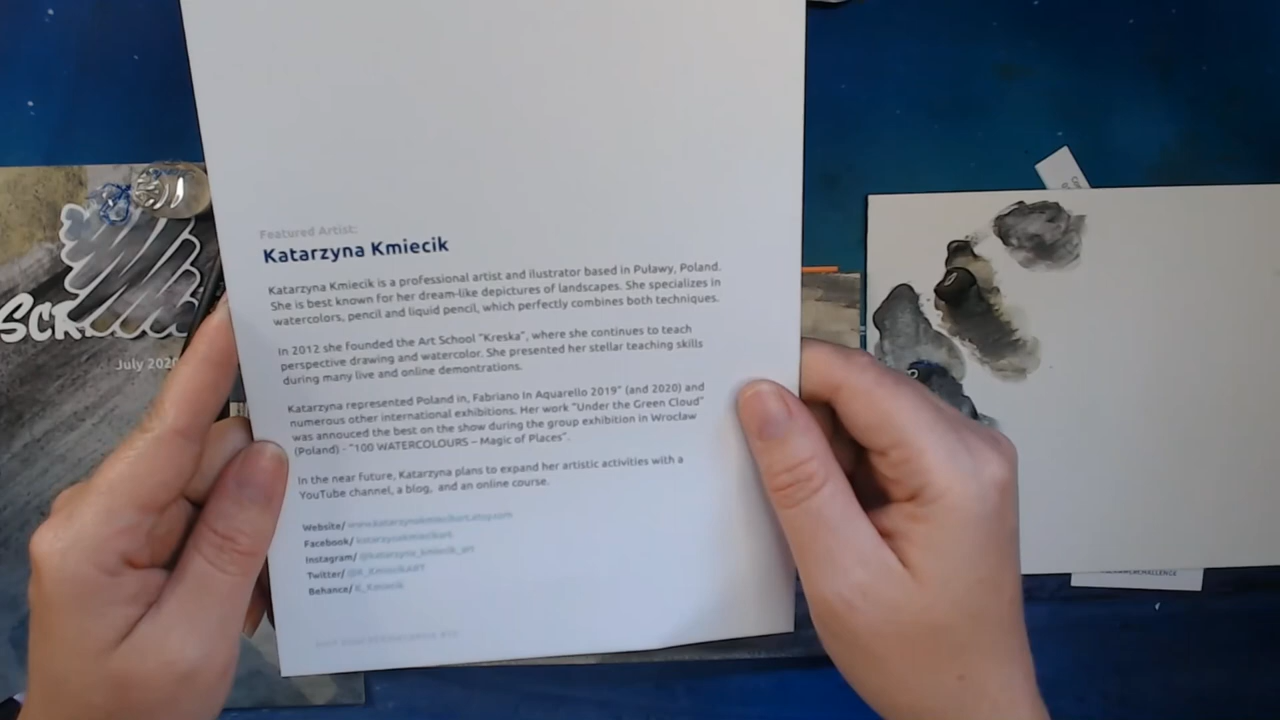 Featured Artist:
Katarzyna Kmiecik
Katarzyna Kmiecik is a professional artist and ilustrator based in Puławy, Poland.
She is best known for her dream-like depictures of landscapes. She specializes in
watercolors, pencil and liquid pencil, which perfectly combines both techniques.
In 2012 she founded the Art School "Kreska", where she continues to teach
perspective drawing and watercolor. She presented her stellar teaching skills
during many live and online demontrations.
Katarzyna represented Poland in, Fabriano In Aquarello 2019" (and 2020) and
numerous other international exhibitions. Her work "Under the Green Cloud"
was annouced the best on the show during the group exhibition in Wrocław
(Poland) - "100 WATERCOLOURS – Magic of Places".
In the near future, Katarzyna plans to expand her artistic activities with a
YouTube channel, a blog, and an online course.
Website/
Facebook/
Instagram/ @katarzyna_kmiecik_art
Twitter/ @K_KmiecikART
Behance/ K_Kmiecik
July 2020